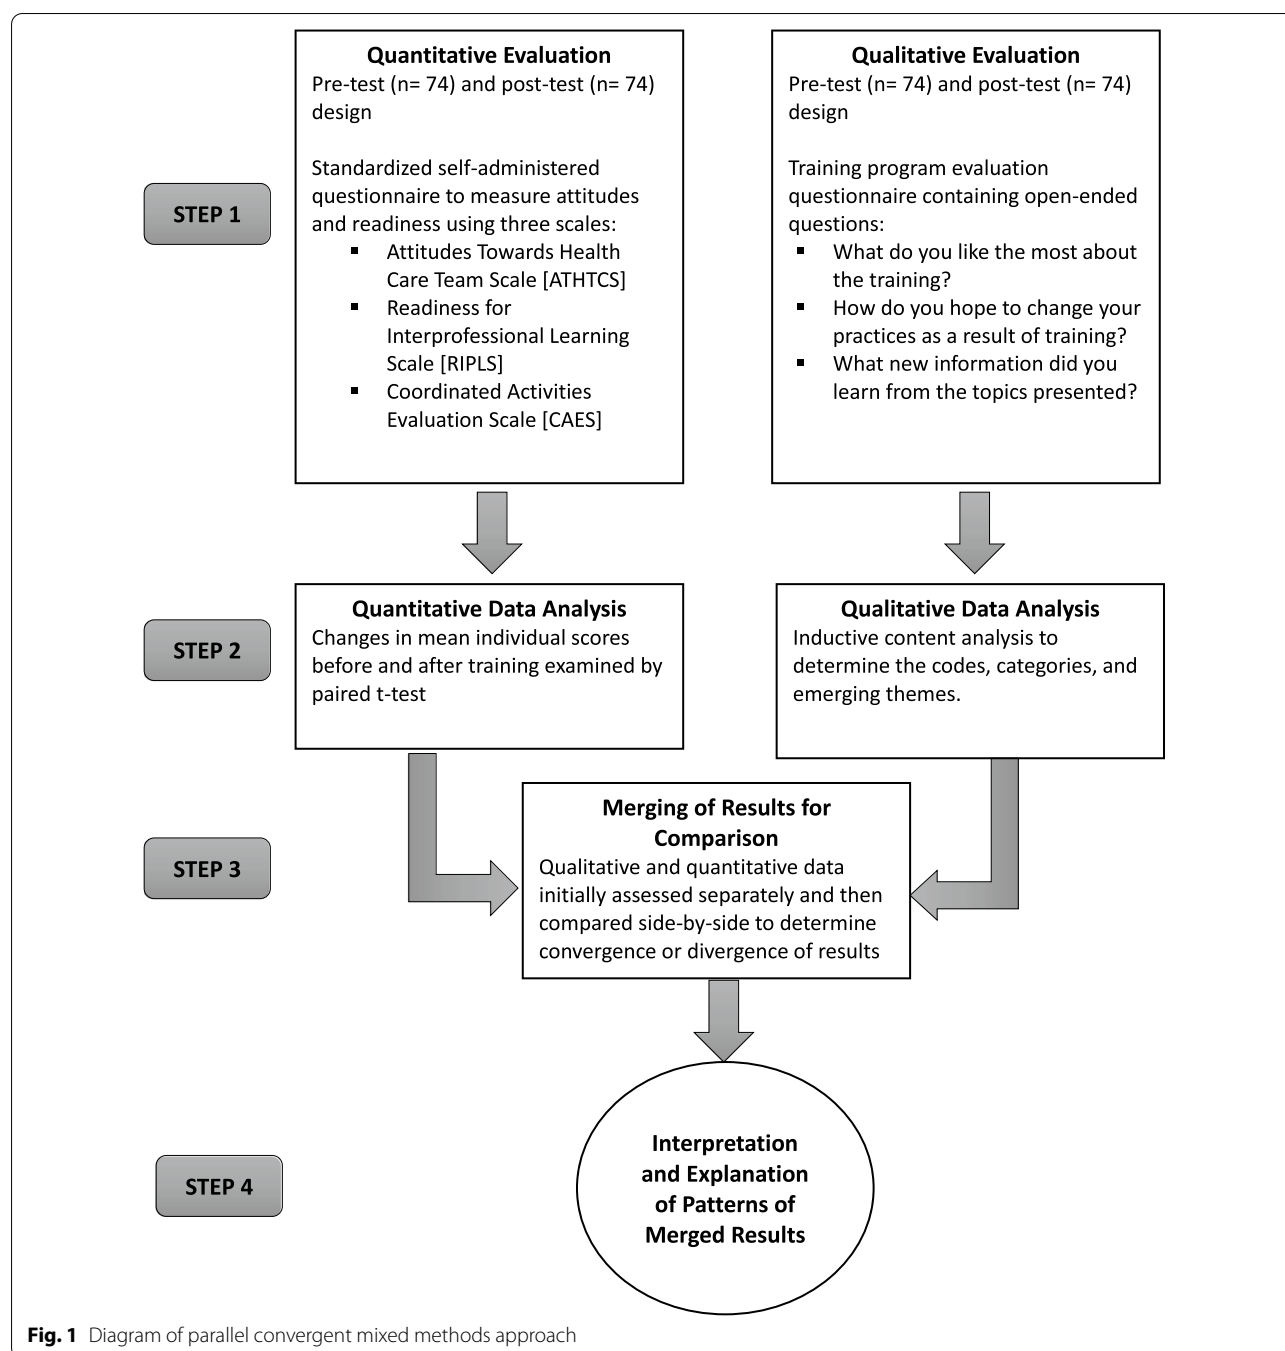 STEP 1
Quantitative Evaluation
Pre-test (n= 74) and post-test (n= 74)
design
Standardized self-administered
questionnaire to measure attitudes
and readiness using three scales:
▪ Attitudes Towards Health
Care Team Scale [ATHTCS]
▪ Readiness for
Interprofessional Learning
Scale [RIPLS]
▪ Coordinated Activities
Evaluation Scale [CAES]
Qualitative Evaluation
Pre-test (n= 74) and post-test (n= 74)
design
Training program evaluation
questionnaire containing open-ended
questions:
▪ What do you like the most about
the training?
▪ How do you hope to change your
practices as a result of training?
▪ What new information did you
learn from the topics presented?
STEP 2
Quantitative Data Analysis
Changes in mean individual scores
before and after training examined by
paired t-test
Qualitative Data Analysis
Inductive content analysis to
determine the codes, categories, and
emerging themes.
STEP 3
Merging of Results for
Comparison
Qualitative and quantitative data
initially assessed separately and then
compared side-by-side to determine
convergence or divergence of results
STEP 4
Interpretation
and Explanation
of Patterns of
Merged Results
Fig. 1 Diagram of parallel convergent mixed methods approach